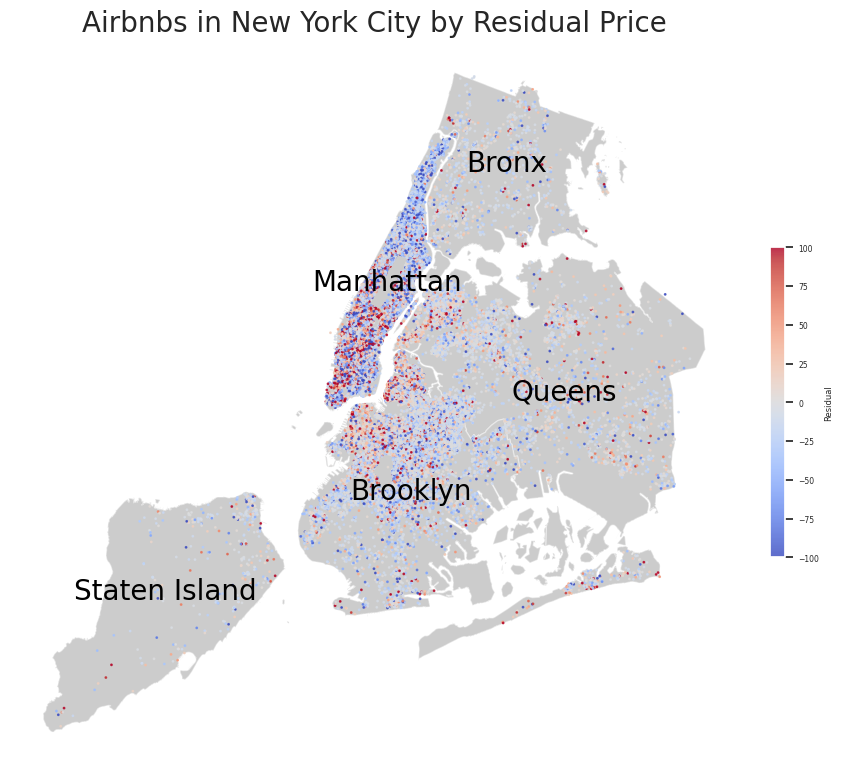 Airbnbs in New York City by Residual Price
Bronx
Manhattan
Queens
Brooklyn
Staten Island
100
75
50
25
0
−25
−50
−75
−100
Residual